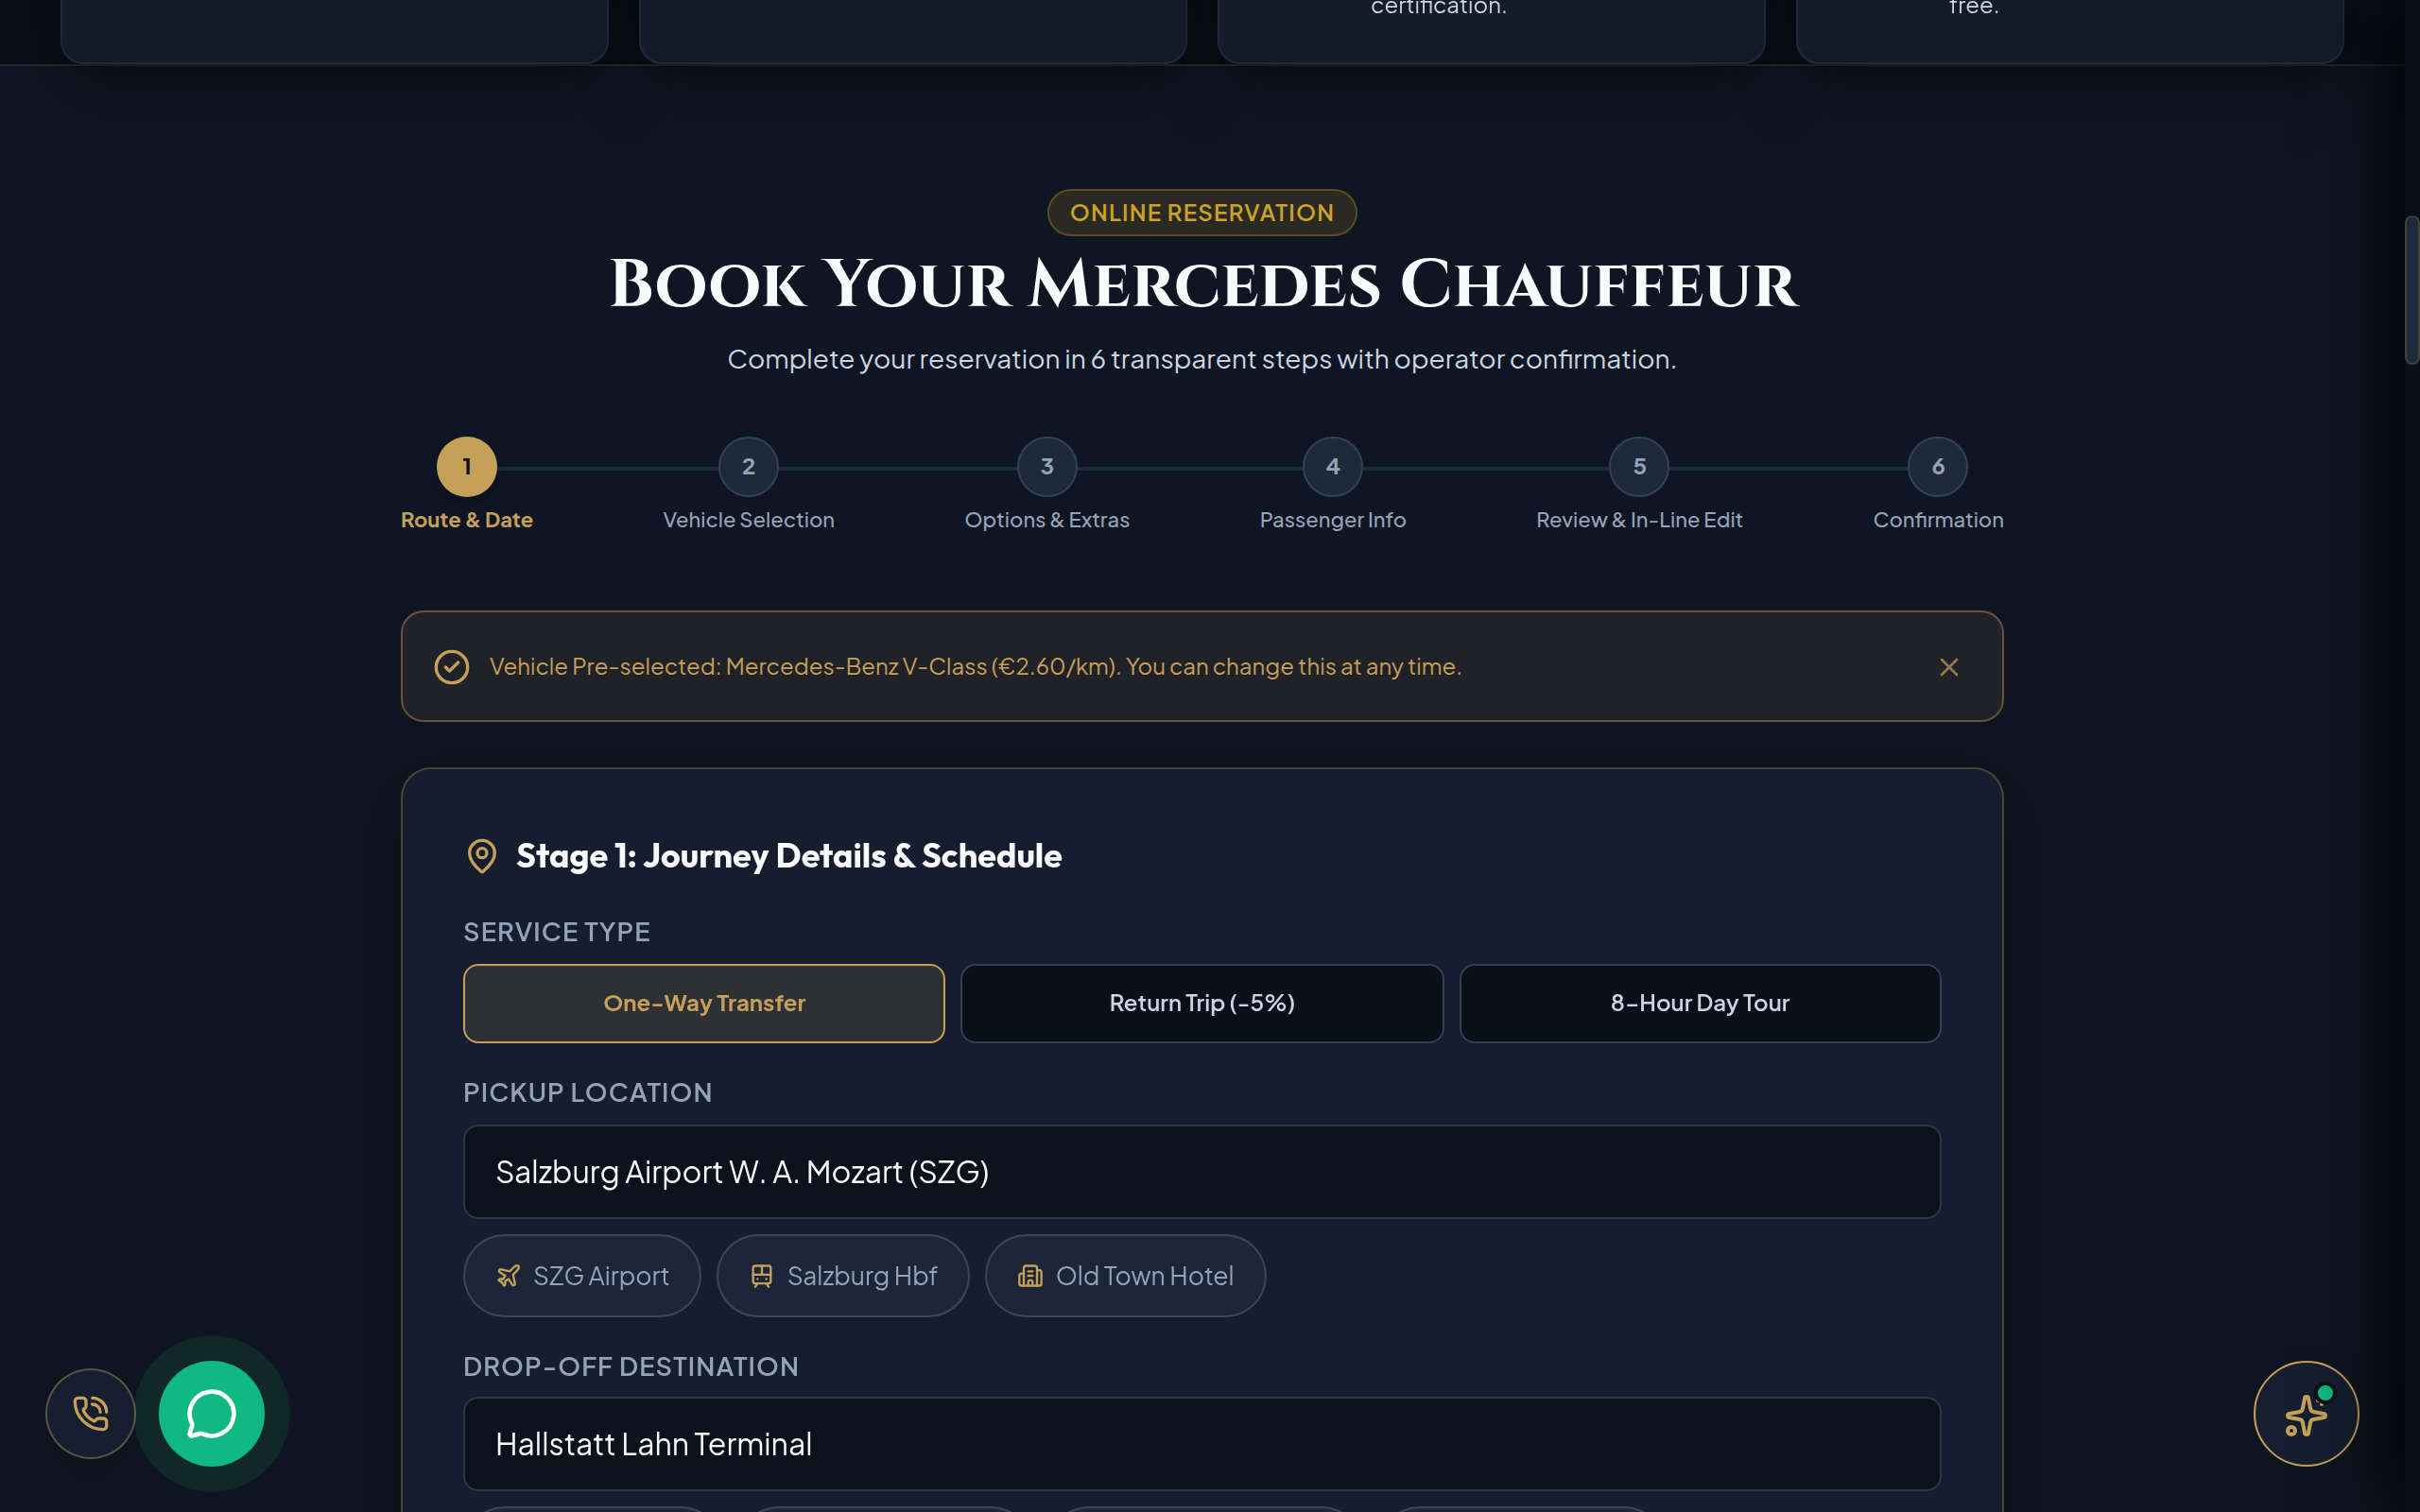 certification.
free.
ONLINE RESERVATION
Book Your Mercedes Chauffeur
Complete your reservation in 6 transparent steps with operator confirmation.
1
2
3
4
5
6
Route & Date
Vehicle Selection
Options & Extras
Passenger Info
Review & In-Line Edit
Confirmation
Vehicle Pre-selected: Mercedes-Benz V-Class (€2.60/km). You can change this at any time.
Stage 1: Journey Details & Schedule
SERVICE TYPE
One-Way Transfer
Return Trip (-5%)
8-Hour Day Tour
PICKUP LOCATION
Salzburg Airport W. A. Mozart (SZG)
SZG Airport
Salzburg Hbf
Old Town Hotel
DROP-OFF DESTINATION
Hallstatt Lahn Terminal